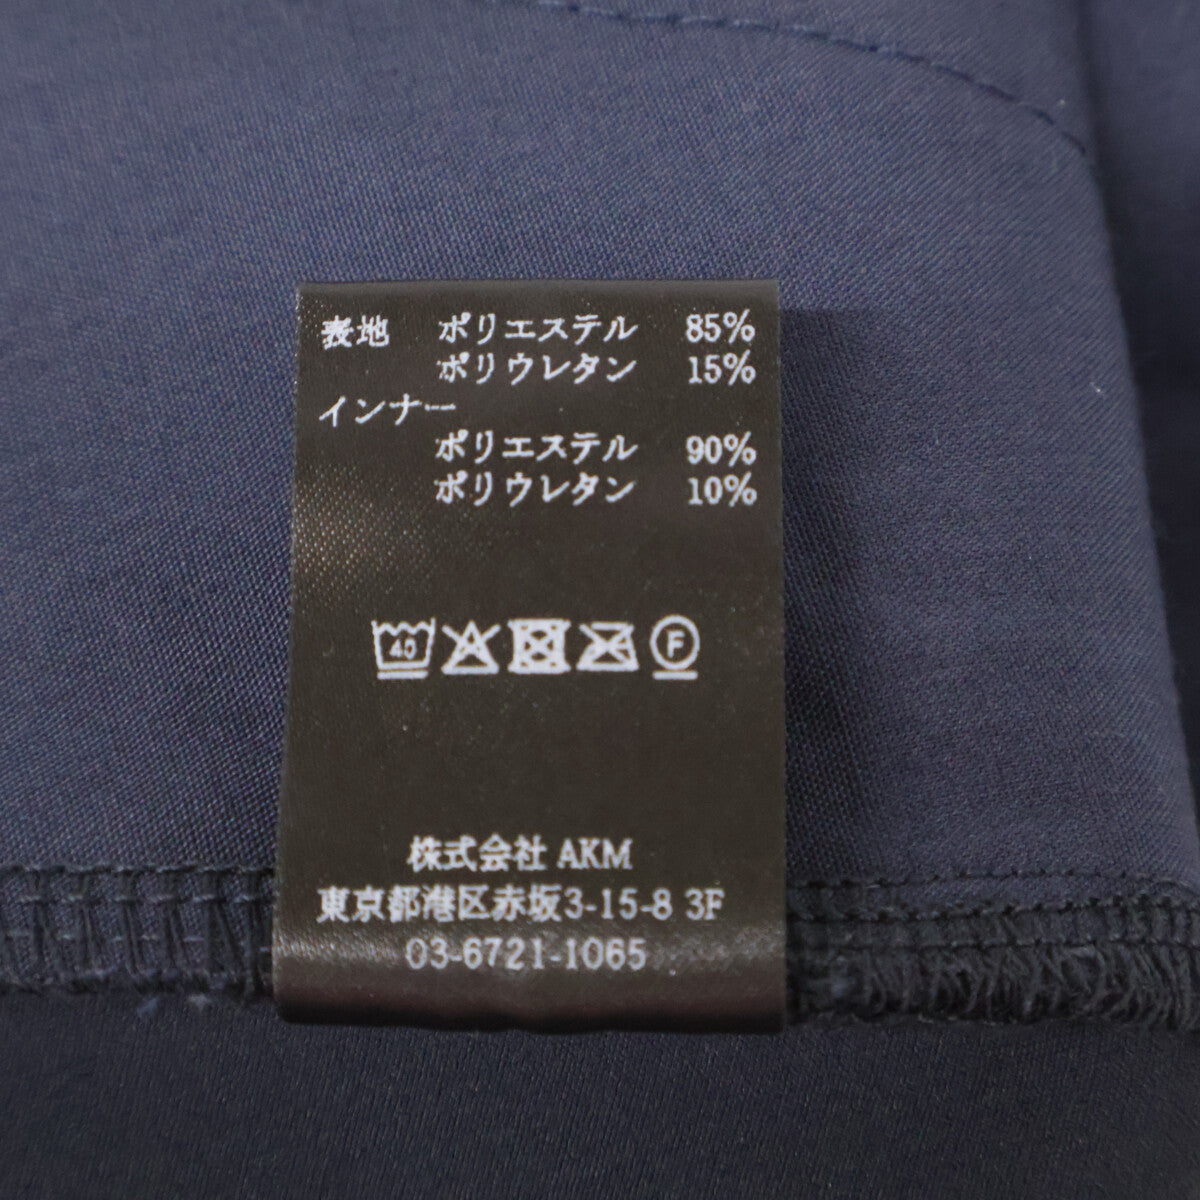 表地 ポリエステル 85%
ポリウレタン 15%
インナー
ポリエステル 90%
ポリウレタン 10%
40 F
株式会社 AKM
東京都港区赤坂3-15-8 3F
03-6721-1065